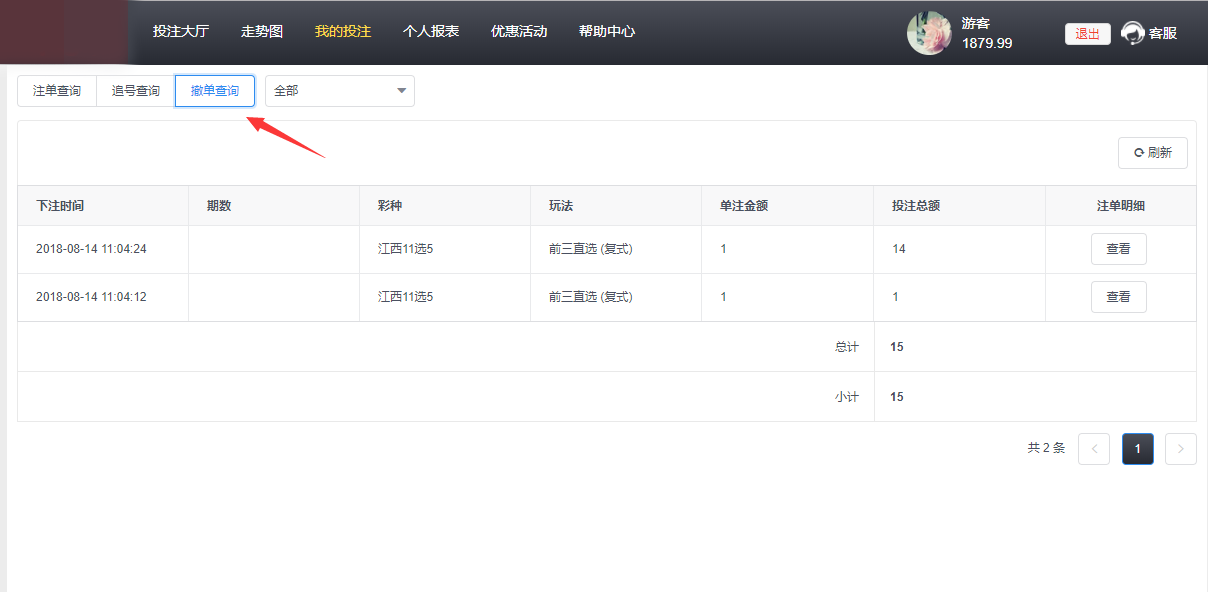 投注大厅 走势图 我的投注 个人报表 优惠活动 帮助中心 游客 退出 客服
1879.99
注单查询 追号查询 撤单查询 全部
刷新
下注时间 期数 彩种 玩法 单注金额 投注总额 注单明细
2018-08-14 11:04:24 江西11选5 前三直选 (复式) 1 14 查看
2018-08-14 11:04:12 江西11选5 前三直选 (复式) 1 1 查看
总计 15
小计 15
共 2 条 < 1 >